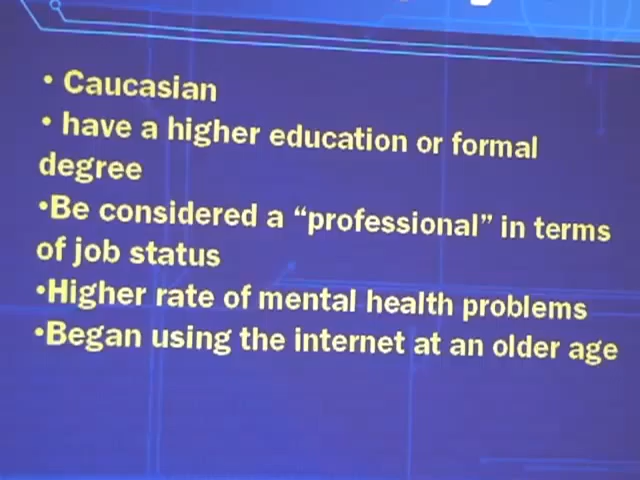 • Caucasian
• have a higher education or formal
degree
•Be considered a “professional” in terms
of job status
•Higher rate of mental health problems
•Began using the internet at an older age